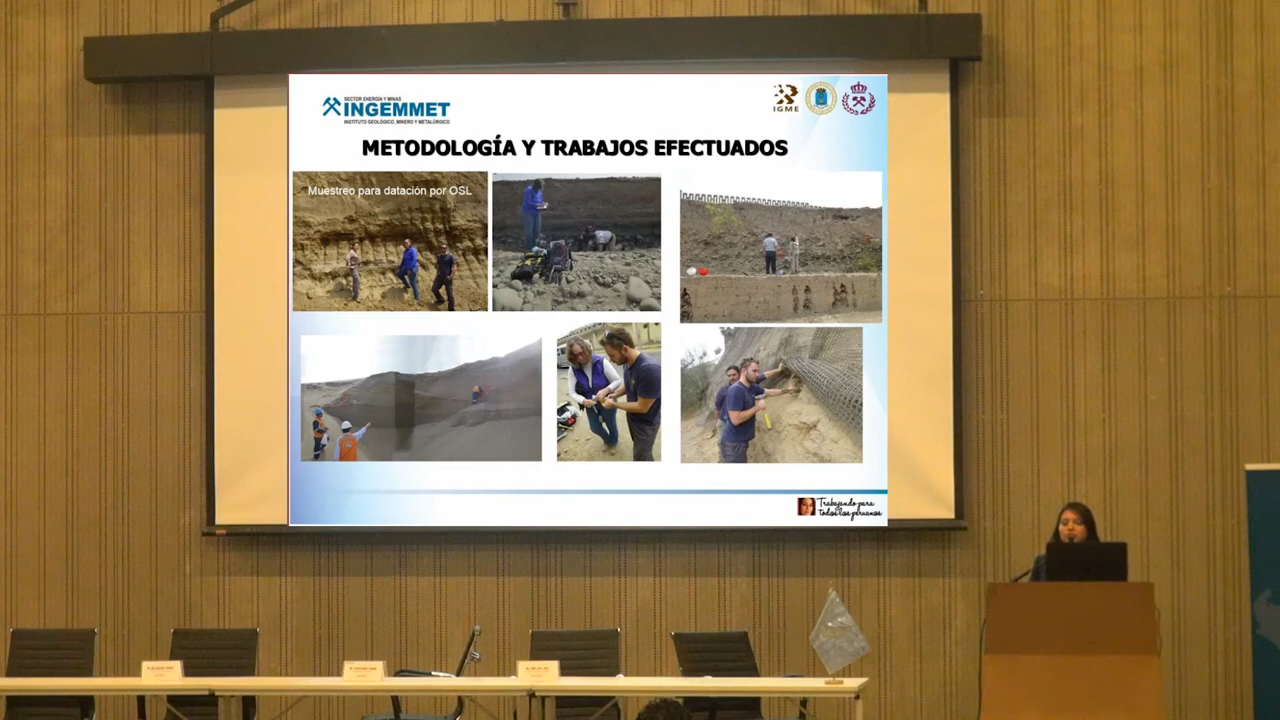 SECTOR ENERGÍA Y MINAS
INGEMMET
INSTITUTO GEOLÓGICO, MINERO Y METALÚRGICO
IGME
METODOLOGÍA Y TRABAJOS EFECTUADOS
Muestreo para datación por OSL
Trabajando para
todos los peruanos